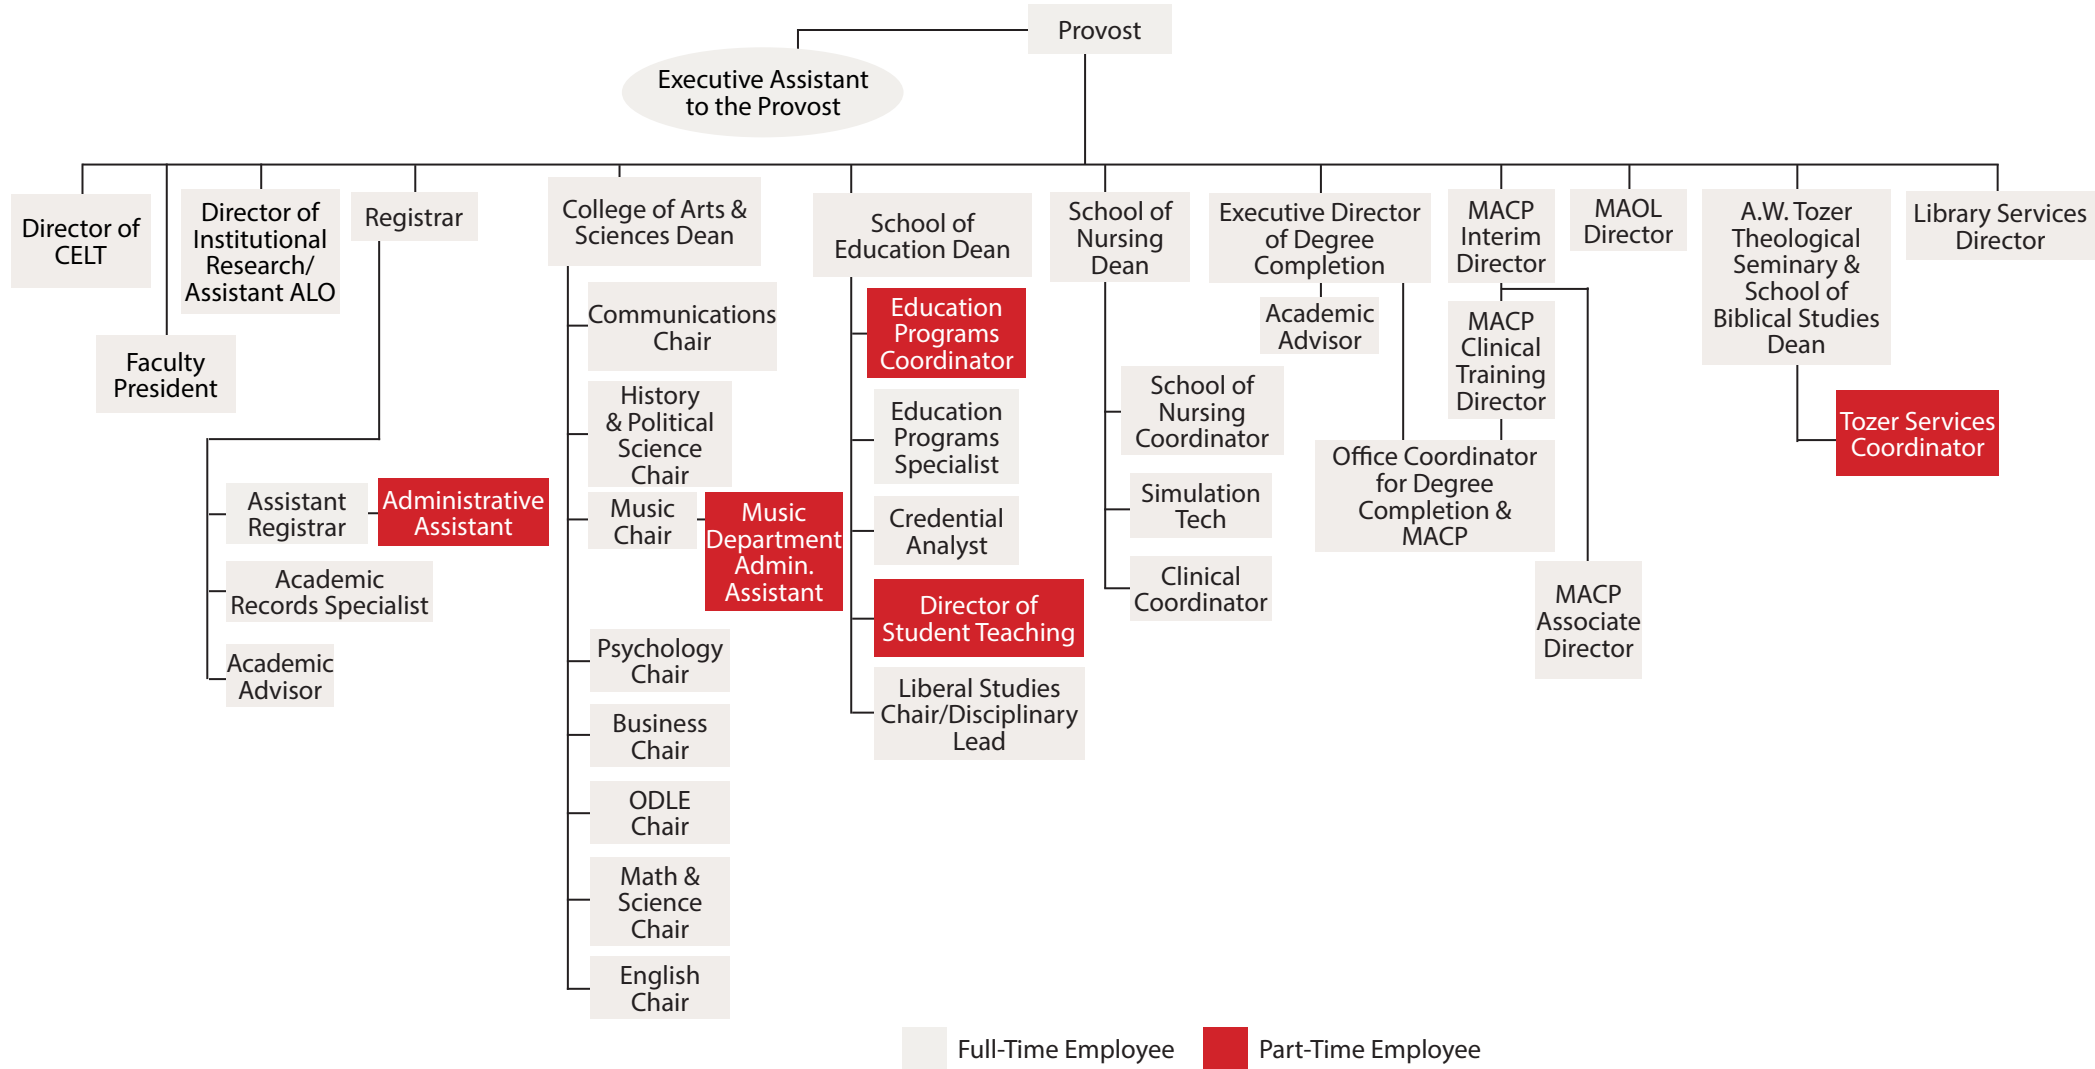 Provost
Executive Assistant
to the Provost
Director of
CELT
Faculty
President
Director of
Institutional
Research/
Assistant ALO
Registrar
Assistant
Registrar
Administrative
Assistant
Academic
Records Specialist
Academic
Advisor
College of Arts &
Sciences Dean
Communications
Chair
History
& Political
Science
Chair
Music
Chair
Music
Department
Admin.
Assistant
Psychology
Chair
Business
Chair
ODLE
Chair
Math &
Science
Chair
English
Chair
School of
Education Dean
Education
Programs
Coordinator
Education
Programs
Specialist
Credential
Analyst
Director of
Student Teaching
Liberal Studies
Chair/Disciplinary
Lead
School of
Nursing
Dean
School of
Nursing
Coordinator
Simulation
Tech
Clinical
Coordinator
Executive Director
of Degree
Completion
Academic
Advisor
MACP
Interim
Director
MACP
Clinical
Training
Director
Office Coordinator
for Degree
Completion &
MACP
MACP
Associate
Director
MAOL
Director
A.W. Tozer
Theological
Seminary &
School of
Biblical Studies
Dean
Tozer Services
Coordinator
Library Services
Director
Full-Time Employee
Part-Time Employee